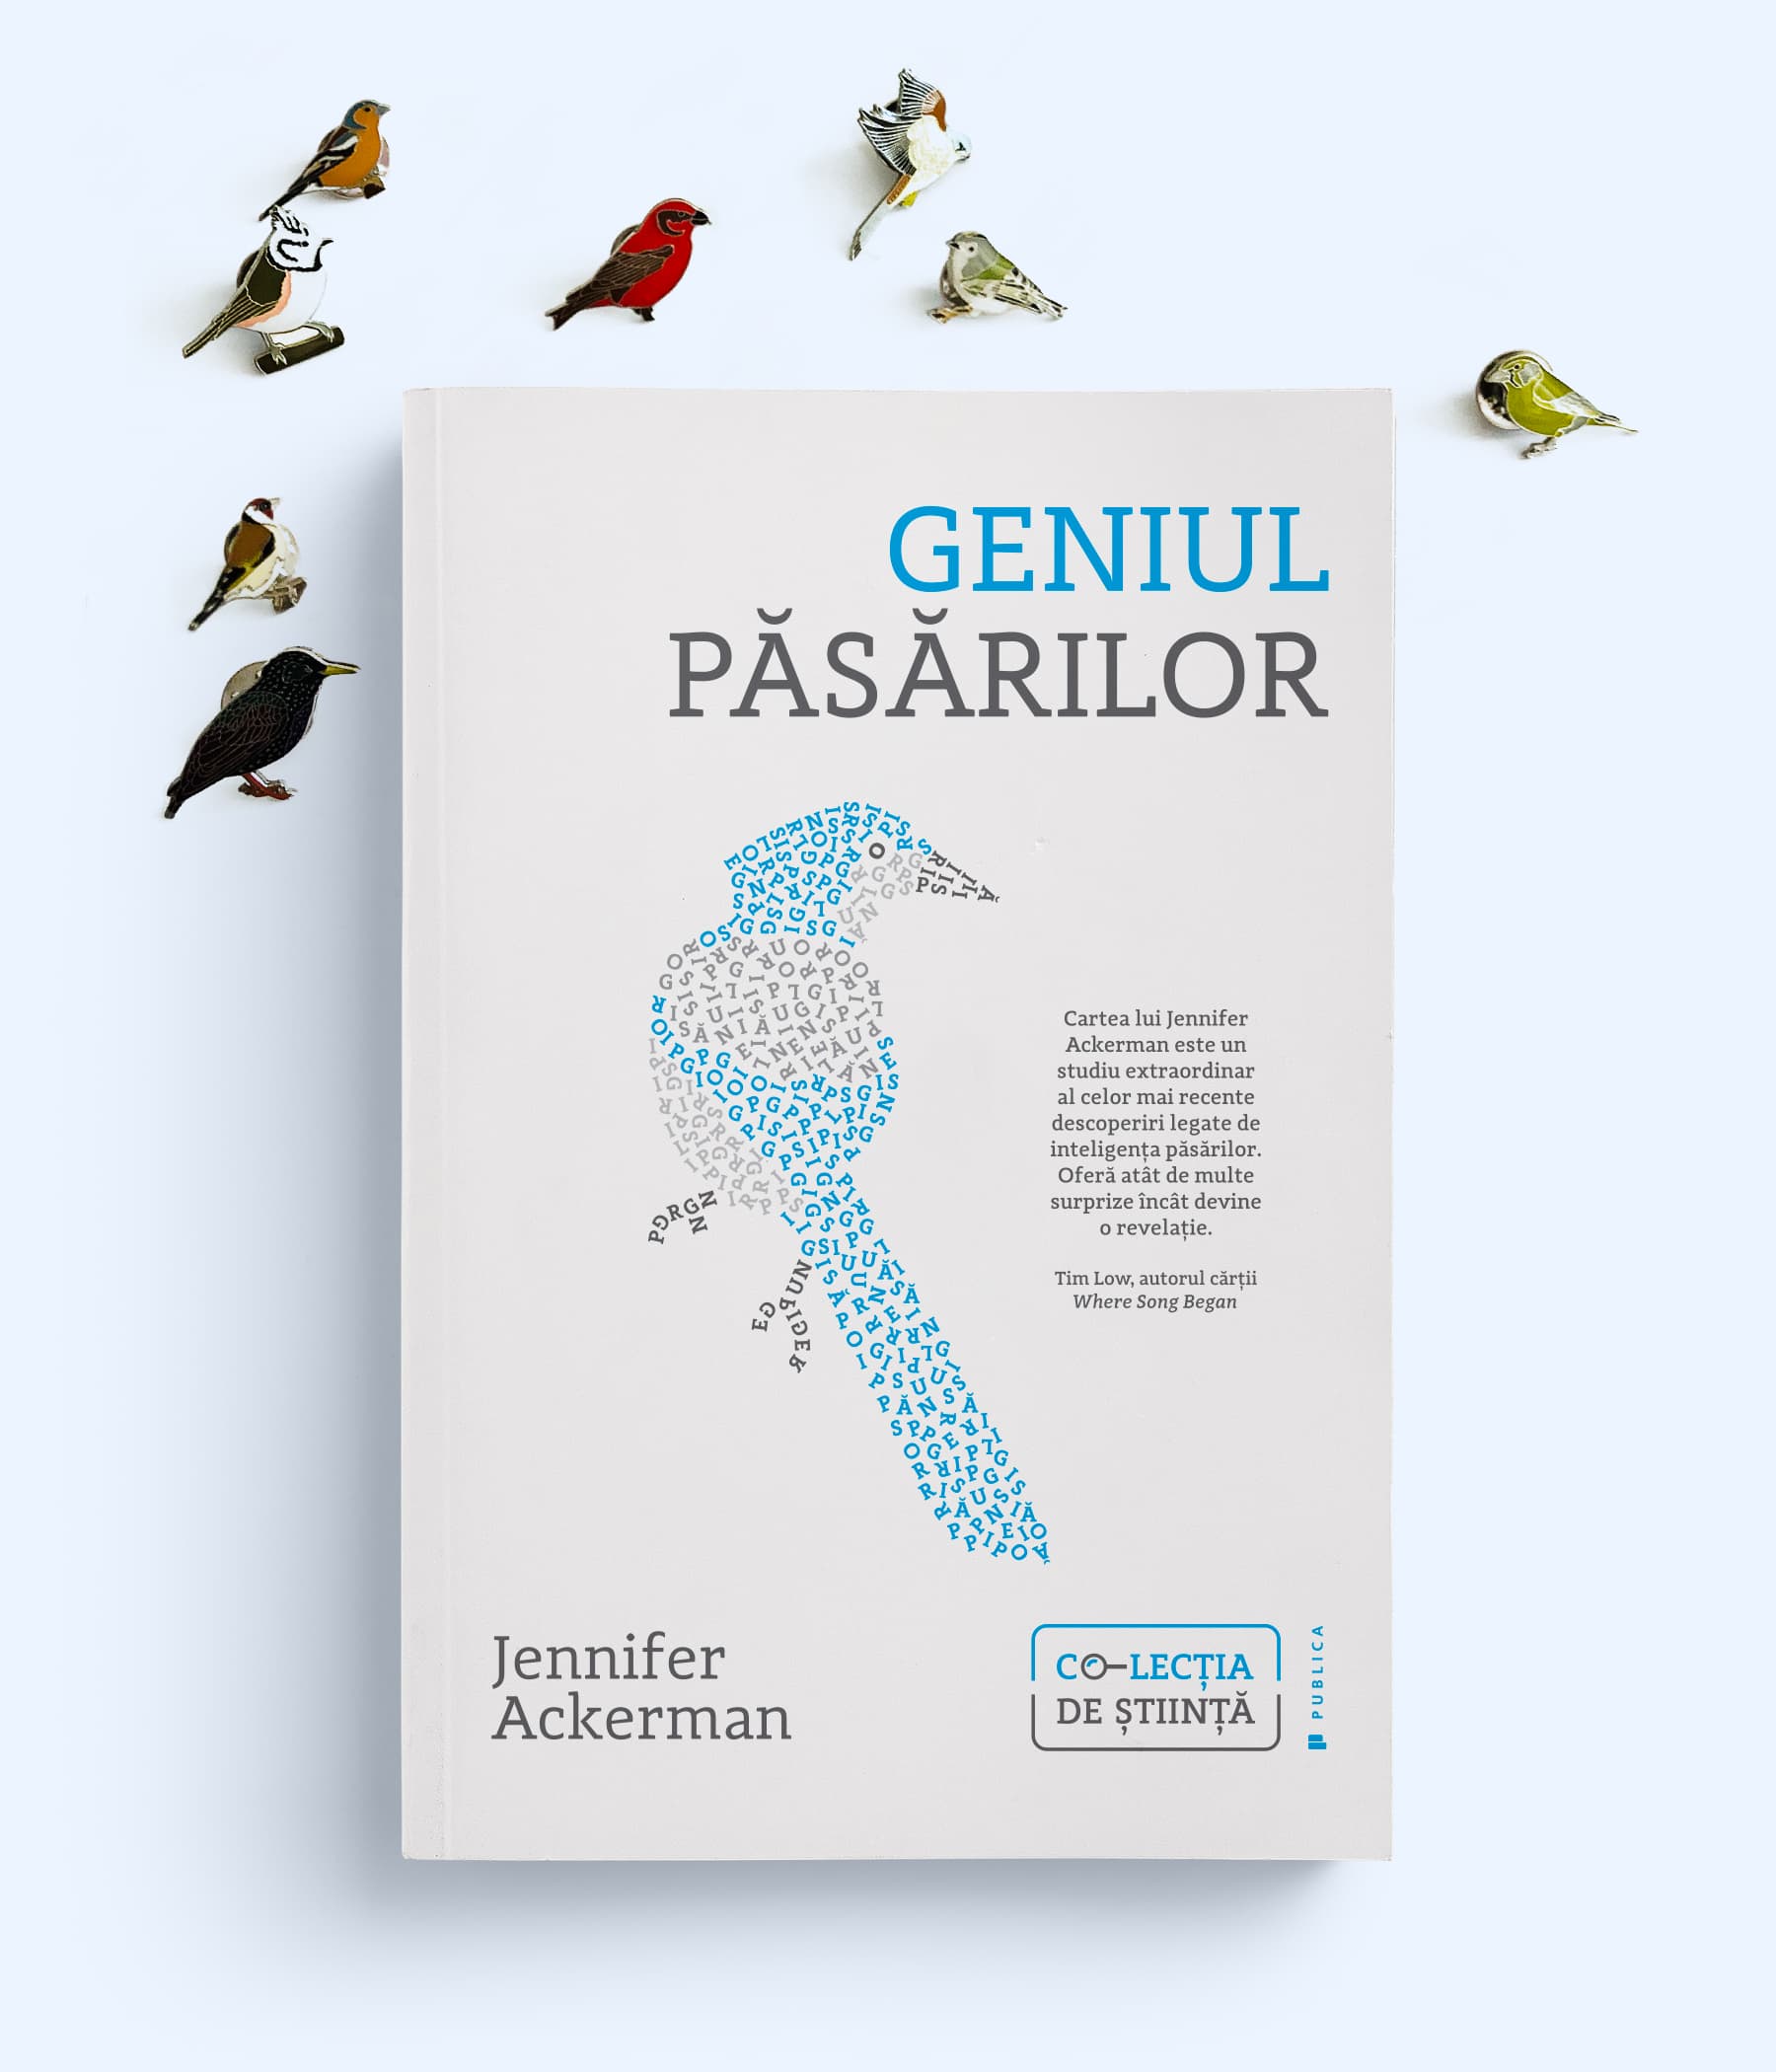 GENIUL
PĂSĂRILOR
Cartea lui Jennifer
Ackerman este un
studiu extraordinar
al celor mai recente
descoperiri legate de
inteligența păsărilor.
Oferă atât de multe
surprize încât devine
o revelație.
Tim Low, autorul cărții
Where Song Began
Jennifer
Ackerman
COLECȚIA
DE ȘTIINȚĂ
PUBLICA